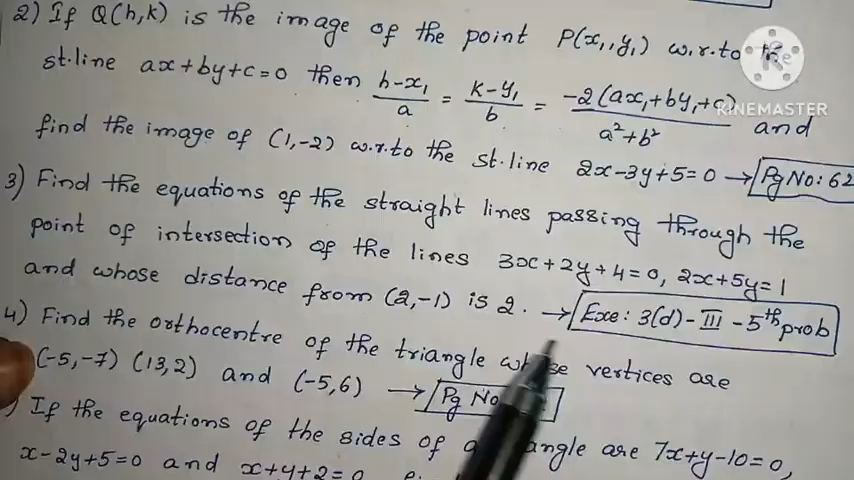 2) If Q(h,k) is the image of the point P(x₁,y₁) w.r.to the
st.line ax+by+c=0 then (h-x₁)/a = (k-y₁)/b = -2(ax₁+by₁+c)/(a²+b²) and
find the image of (1,-2) w.r.to the st.line 2x-3y+5=0 → Pg No: 62
3) Find the equations of the straight lines passing through the
point of intersection of the lines 3x+2y+4=0, 2x+5y=1
and whose distance from (2,-1) is 2. → Exe: 3(d)-III-5th prob
4) Find the orthocentre of the triangle whose vertices are
(-5,-7) (13,2) and (-5,6) → Pg No
If the equations of the sides of a are 7x+y-10=0,
x-2y+5=0 and x+y+2=0
KINEMASTER